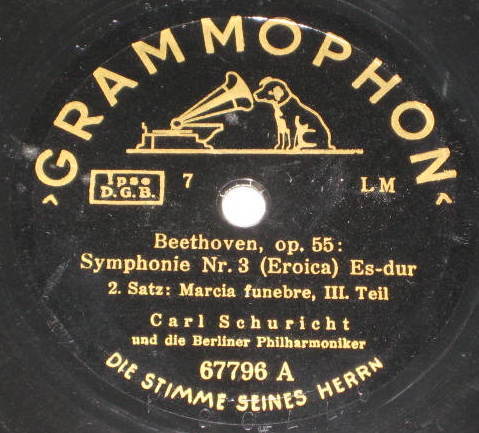 ›GRAMMOPHON‹
Ipse 7 LM
D.G.B.
Beethoven, op. 55:
Symphonie Nr. 3 (Eroica) Es-dur
2. Satz: Marcia funebre, III. Teil
Carl Schuricht
und die Berliner Philharmoniker
67796 A
DIE STIMME SEINES HERRN